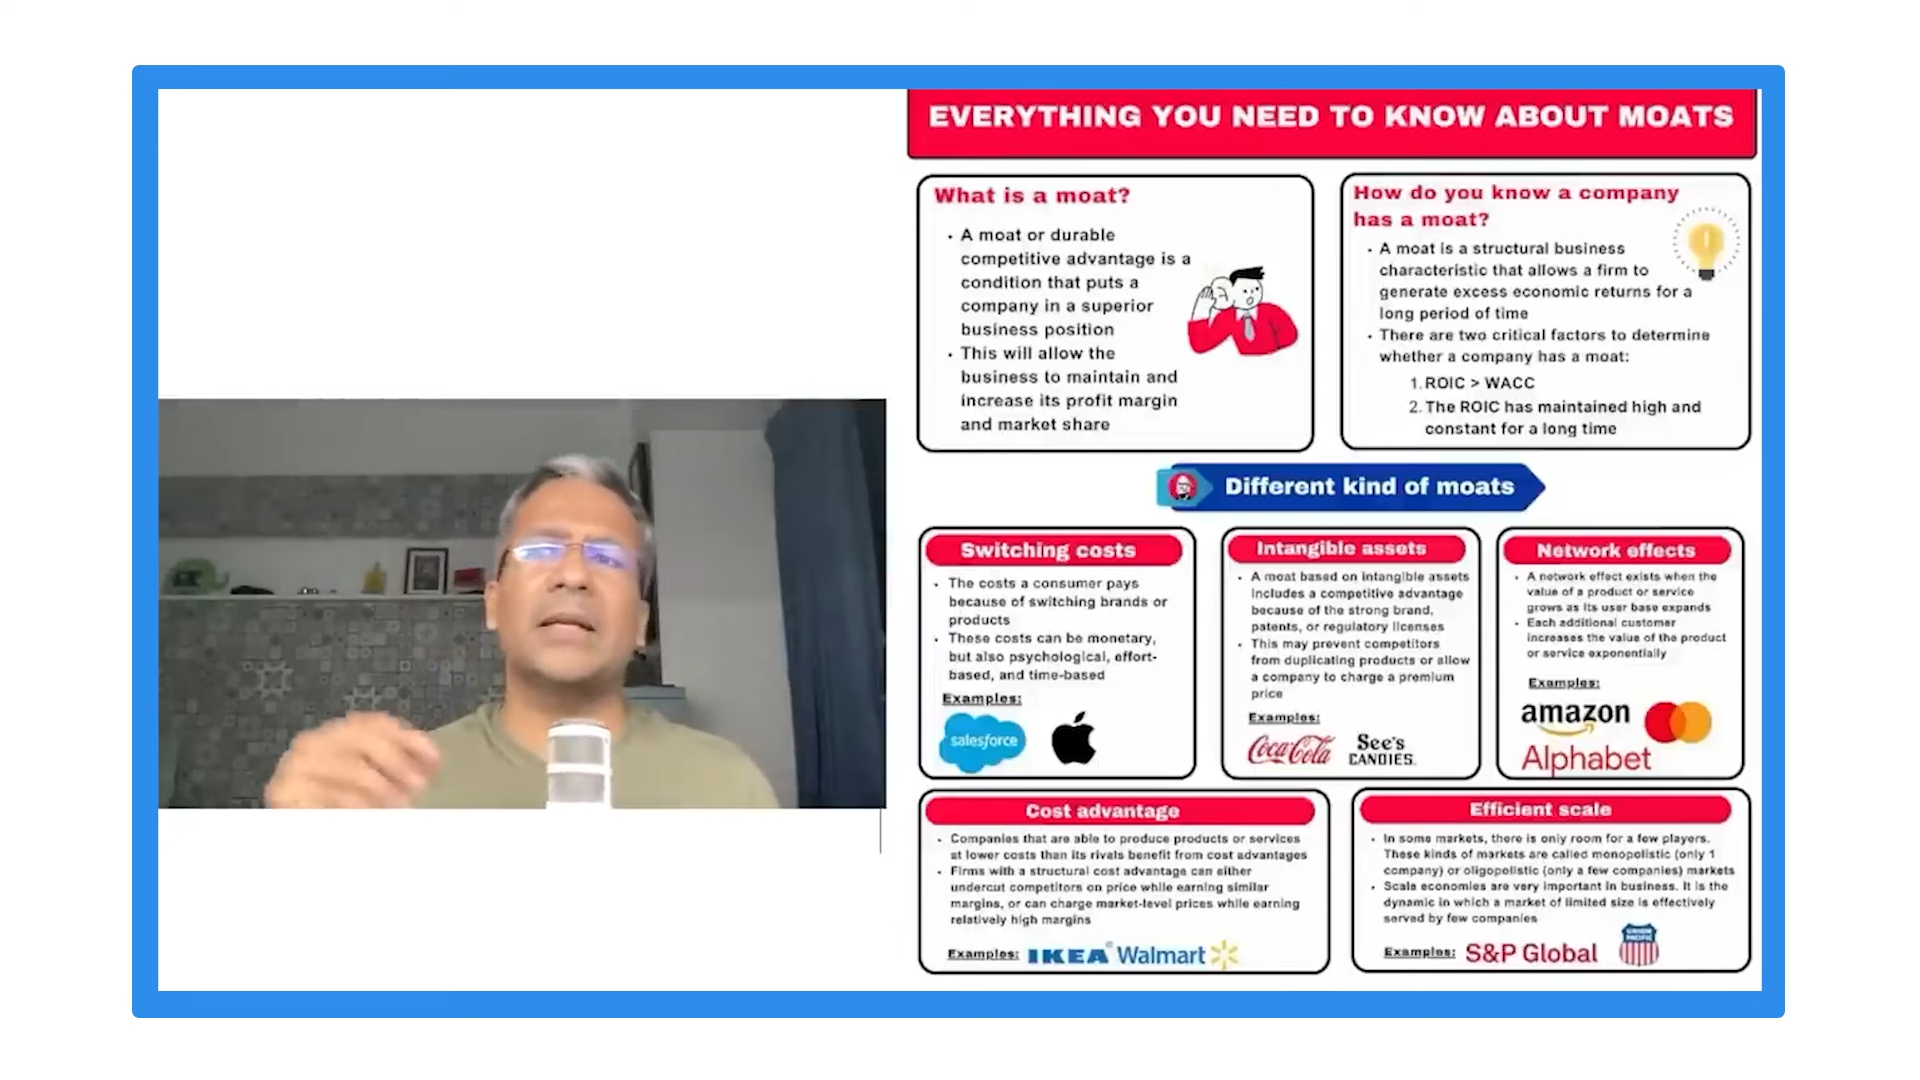 EVERYTHING YOU NEED TO KNOW ABOUT MOATS
What is a moat?
• A moat or durable
competitive advantage is a
condition that puts a
company in a superior
business position
• This will allow the
business to maintain and
increase its profit margin
and market share
How do you know a company
has a moat?
• A moat is a structural business
characteristic that allows a firm to
generate excess economic returns for a
long period of time
• There are two critical factors to determine
whether a company has a moat:
1. ROIC > WACC
2. The ROIC has maintained high and
constant for a long time
Different kind of moats
Switching costs
• The costs a consumer pays
because of switching brands or
products
• These costs can be monetary,
but also psychological, effort-
based, and time-based
Examples:
salesforce
Intangible assets
• A moat based on intangible assets
includes a competitive advantage
because of the strong brand,
patents, or regulatory licenses
• This may prevent competitors
from duplicating products or allow
a company to charge a premium
price
Examples:
Coca-Cola
See's
CANDIES.
Network effects
• A network effect exists when the
value of a product or service
grows as its user base expands
• Each additional customer
increases the value of the product
or service exponentially
Examples:
amazon
Alphabet
Cost advantage
• Companies that are able to produce products or services
at lower costs than its rivals benefit from cost advantages
• Firms with a structural cost advantage can either
undercut competitors on price while earning similar
margins, or can charge market-level prices while earning
relatively high margins
Examples: IKEA® Walmart
Efficient scale
• In some markets, there is only room for a few players.
These kinds of markets are called monopolistic (only 1
company) or oligopolistic (only a few companies) markets
• Scale economies are very important in business. It is the
dynamic in which a market of limited size is effectively
served by few companies
Examples: S&P Global
UNION
PACIFIC